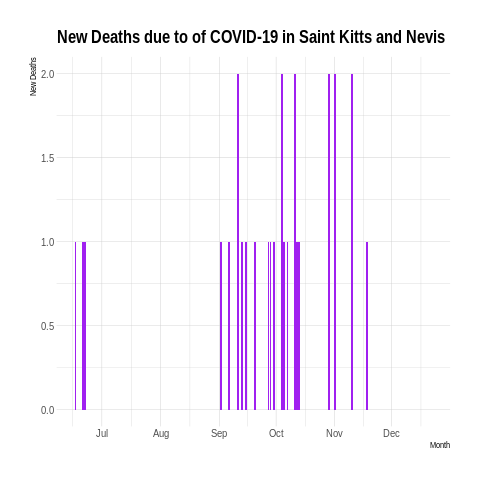 New Deaths due to of COVID-19 in Saint Kitts and Nevis
New Deaths
2.0
1.5
1.0
0.5
0.0
Jul Aug Sep Oct Nov Dec
Month